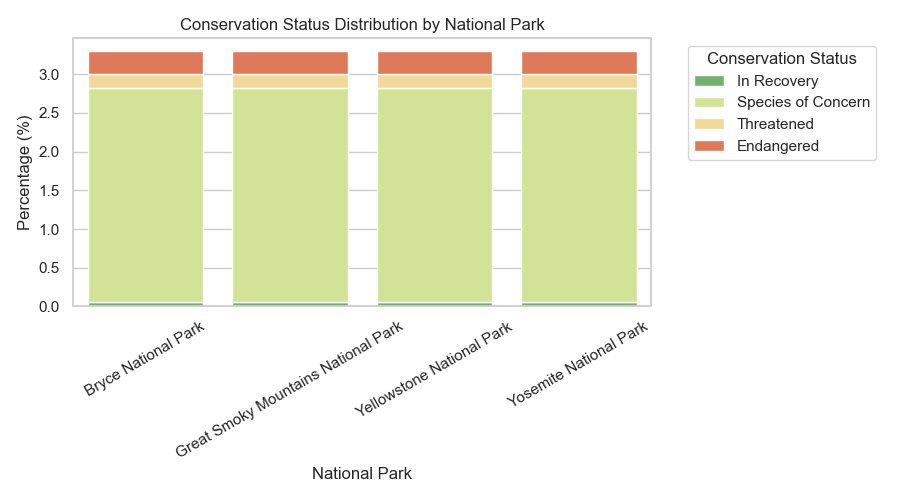 Conservation Status Distribution by National Park
Conservation Status
In Recovery
Species of Concern
Threatened
Endangered
Percentage (%)
3.0
2.5
2.0
1.5
1.0
0.5
0.0
Bryce National Park
Great Smoky Mountains National Park
Yellowstone National Park
Yosemite National Park
National Park